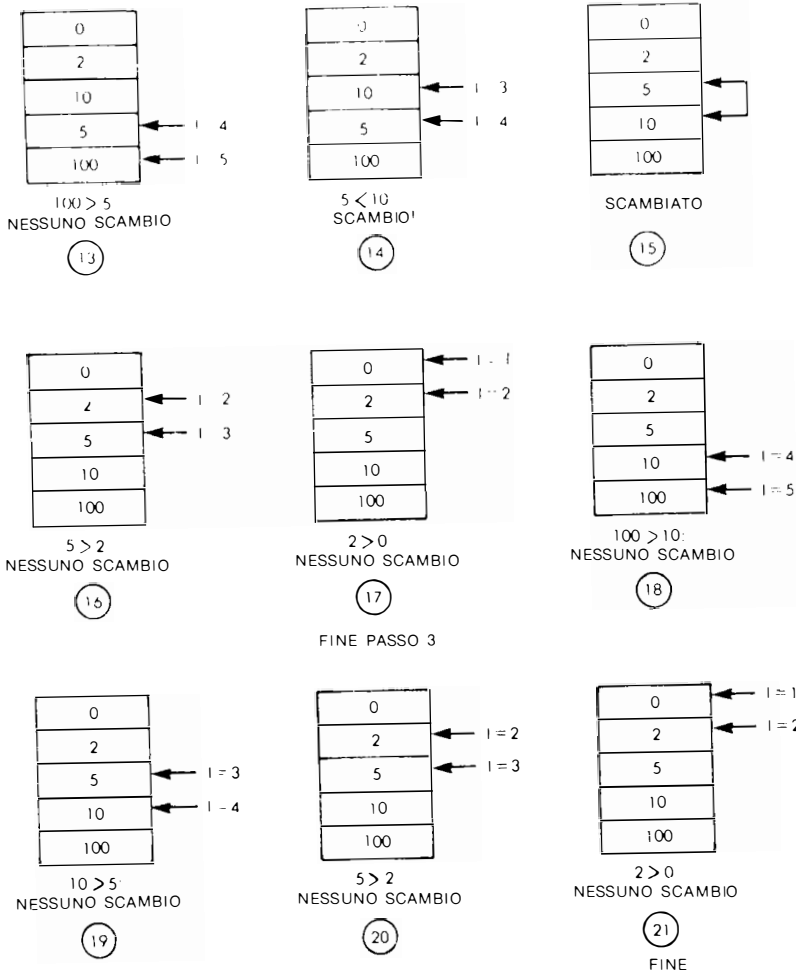 0
2
10
5
100
I 4
I 5
100 > 5
NESSUNO SCAMBIO
13
0
2
10
5
100
I 3
I 4
5 < 10
SCAMBIO!
14
0
2
5
10
100
SCAMBIATO
15
0
2
5
10
100
I 2
I 3
5 > 2
NESSUNO SCAMBIO
16
0
2
5
10
100
I = 1
I = 2
2 > 0
NESSUNO SCAMBIO
17
FINE PASSO 3
0
2
5
10
100
I = 4
I = 5
100 > 10:
NESSUNO SCAMBIO
18
0
2
5
10
100
I = 3
I = 4
10 > 5:
NESSUNO SCAMBIO
19
0
2
5
10
100
I = 2
I = 3
5 > 2
NESSUNO SCAMBIO
20
0
2
5
10
100
I = 1
I = 2
2 > 0
NESSUNO SCAMBIO
21
FINE